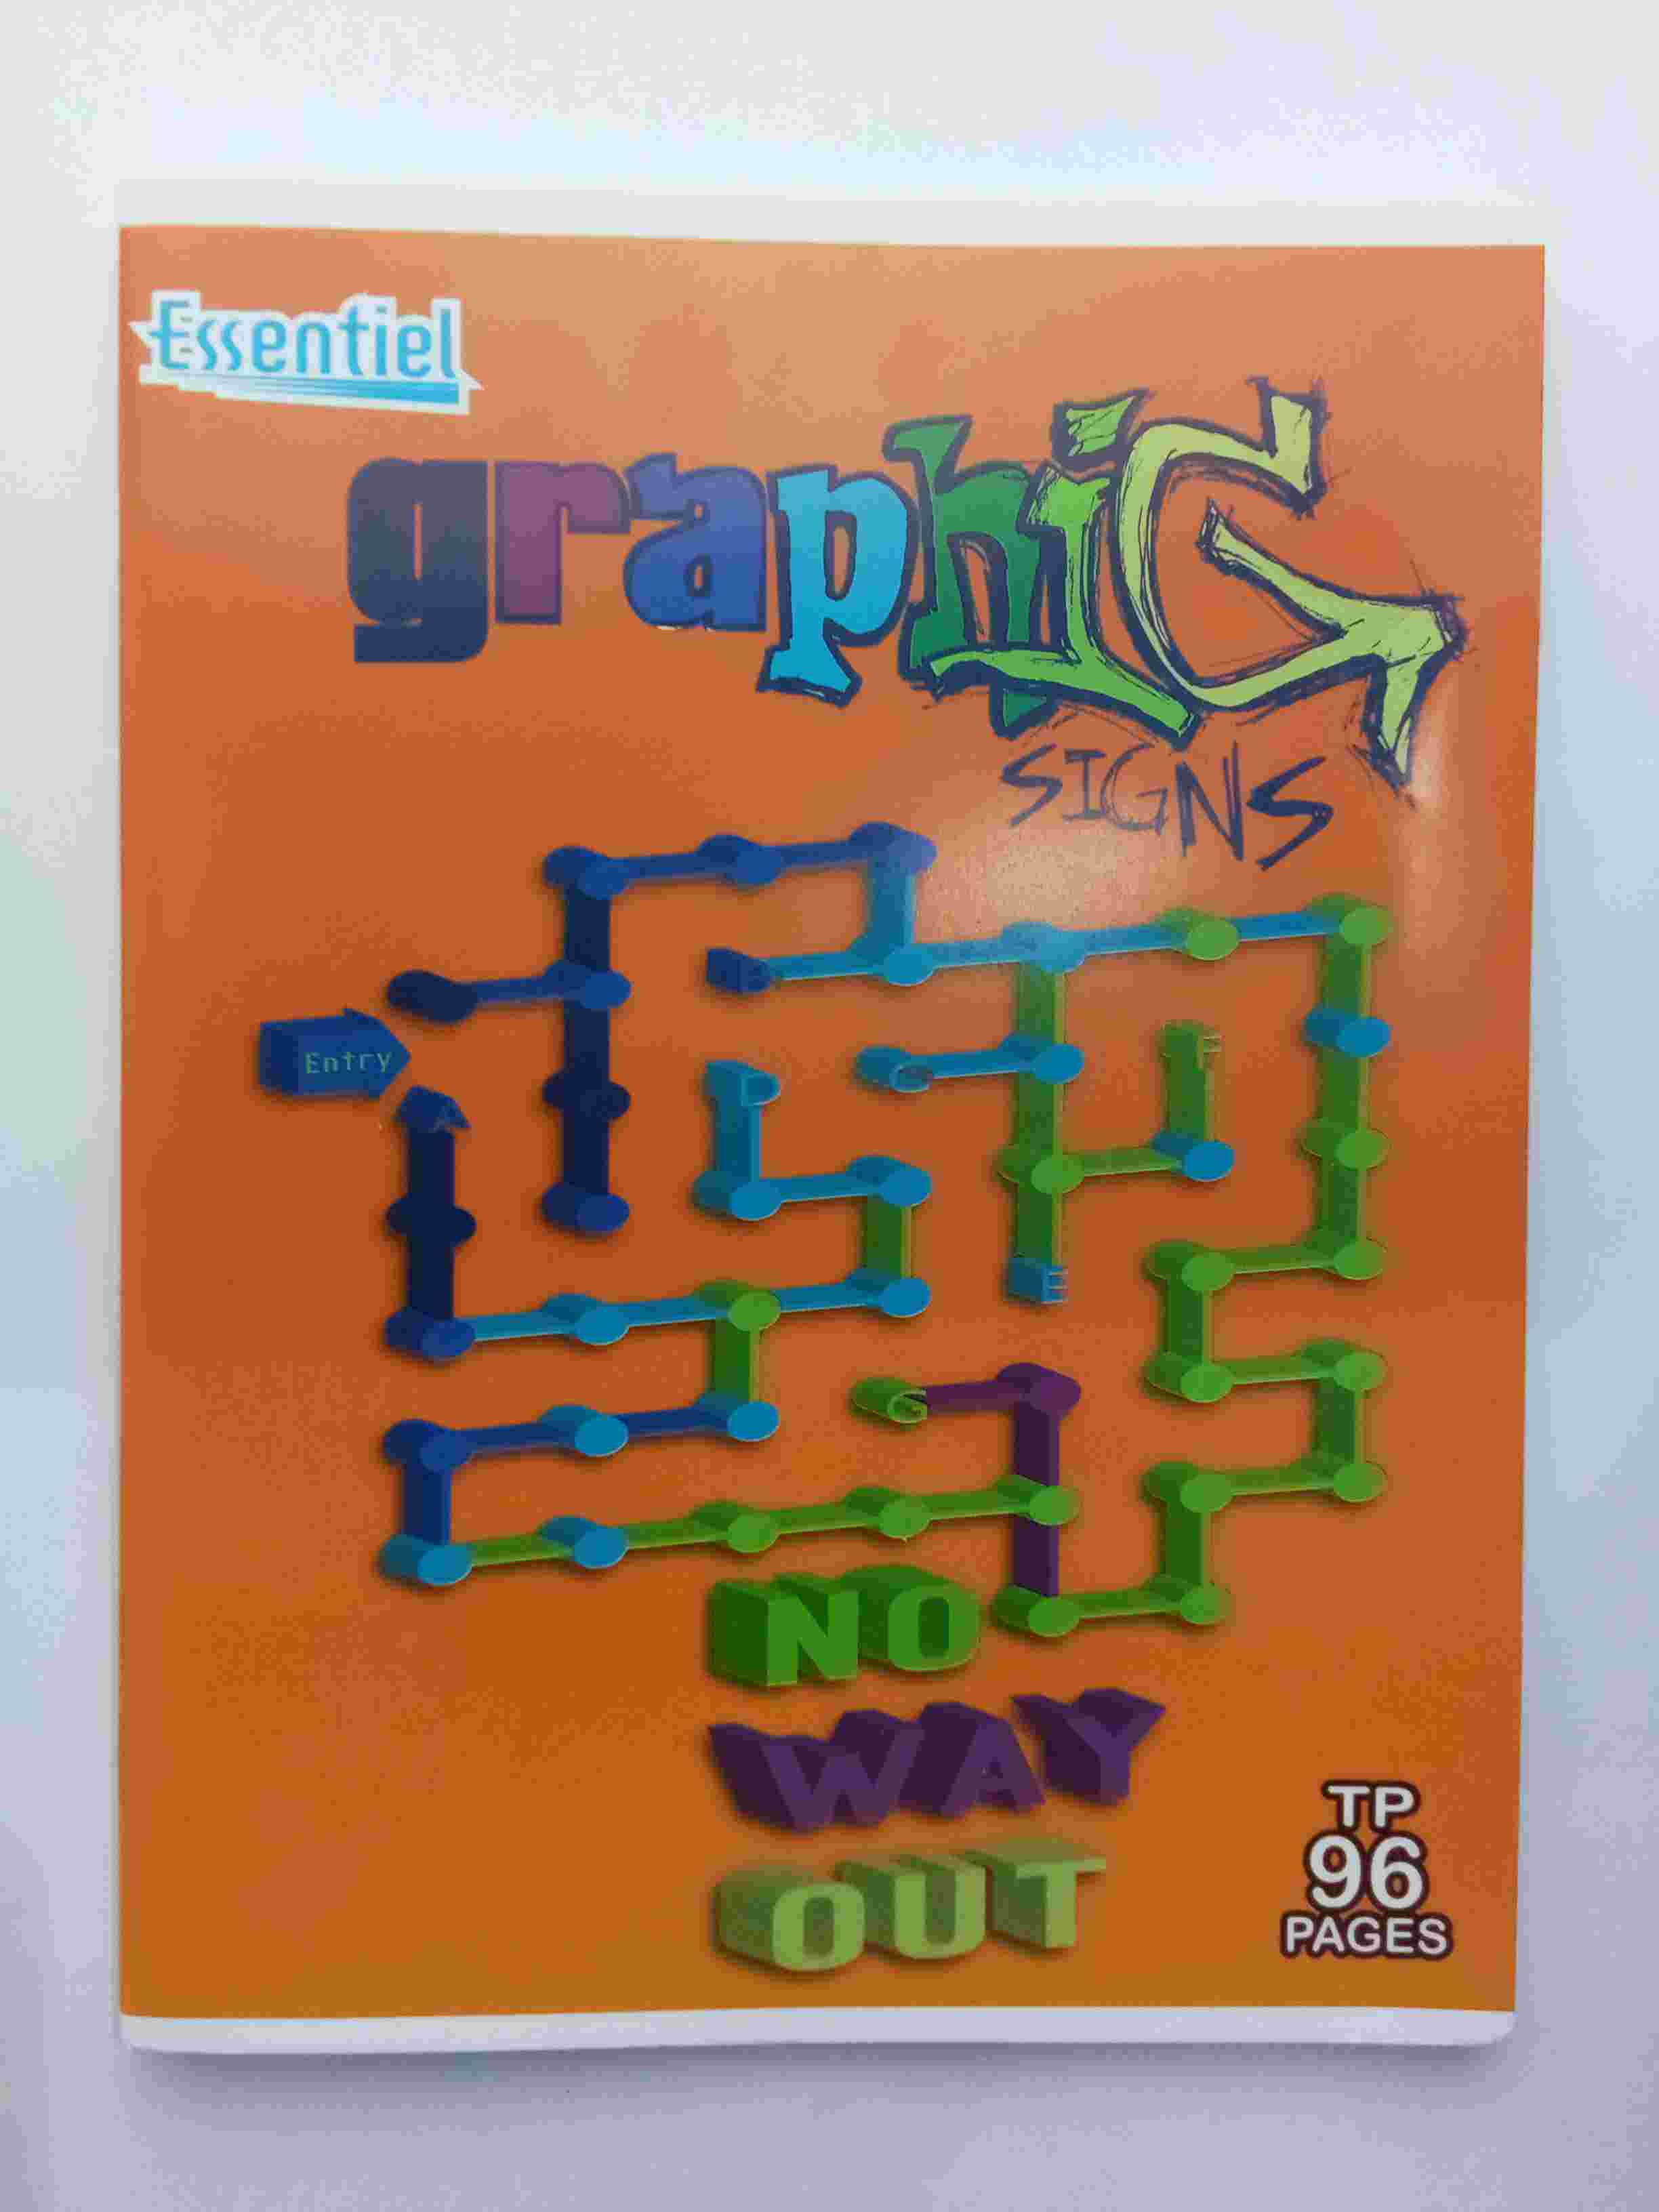 Essentiel
graphiG
SIGNS
B
Entry
D
C
F
A
E
G
NO
WAY
OUT
TP
96
PAGES